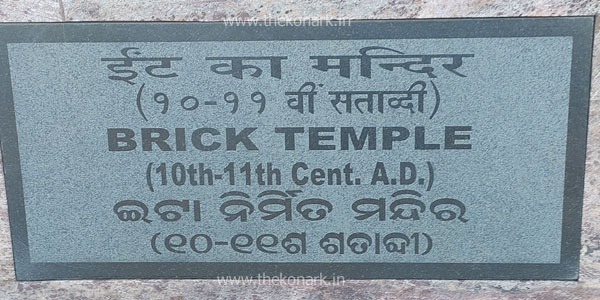 www.thekonark.in
ईंट का मन्दिर
(१०-११ वीं सताव्दी)
BRICK TEMPLE
(10th-11th Cent. A.D.)
ଇଟା ନିର୍ମିତ ମନ୍ଦିର
(୧୦-୧୧ଶ ଶତାବ୍ଦୀ)
www.thekonark.in